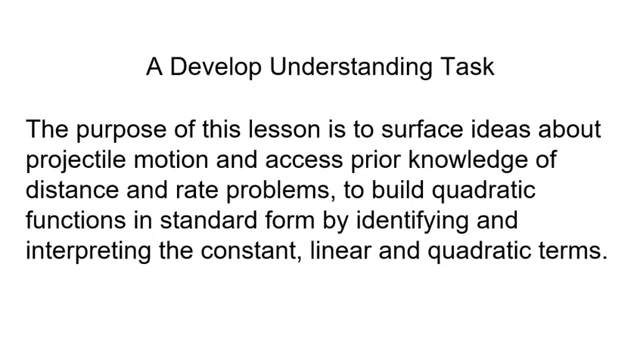 A Develop Understanding Task
The purpose of this lesson is to surface ideas about
projectile motion and access prior knowledge of
distance and rate problems, to build quadratic
functions in standard form by identifying and
interpreting the constant, linear and quadratic terms.